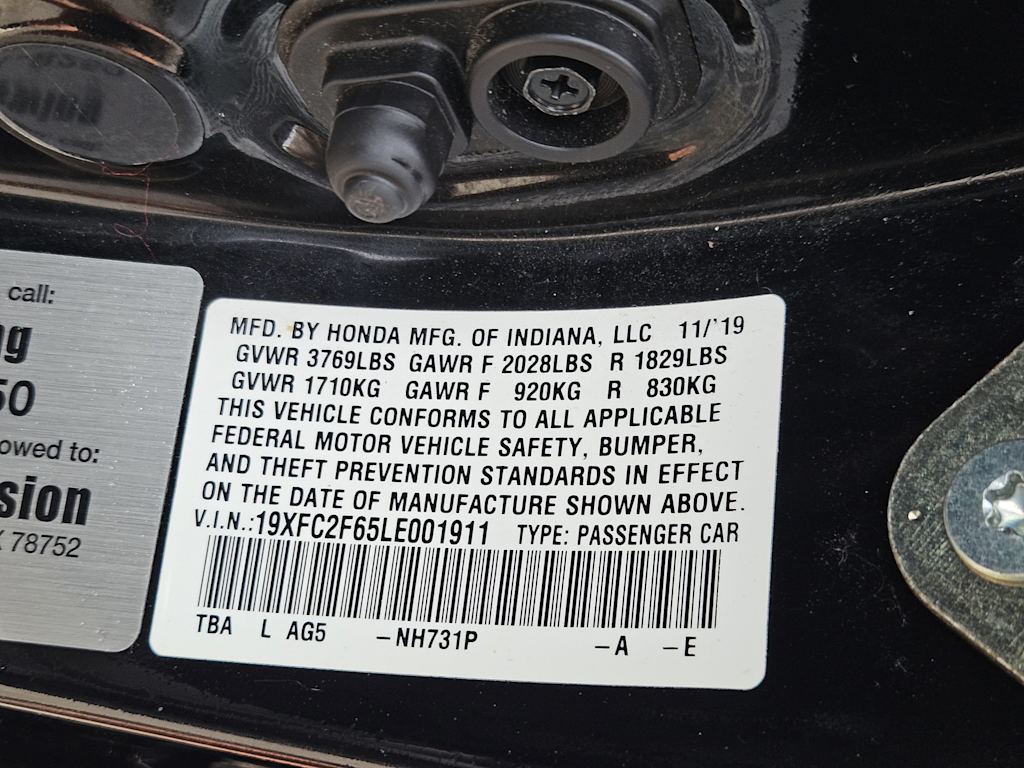 call:
ng
50
owed to:
sion
78752
MFD. BY HONDA MFG. OF INDIANA, LLC 11/'19
GVWR 3769LBS GAWR F 2028LBS R 1829LBS
GVWR 1710KG GAWR F 920KG R 830KG
THIS VEHICLE CONFORMS TO ALL APPLICABLE
FEDERAL MOTOR VEHICLE SAFETY, BUMPER,
AND THEFT PREVENTION STANDARDS IN EFFECT
ON THE DATE OF MANUFACTURE SHOWN ABOVE.
V.I.N.:19XFC2F65LE001911 TYPE: PASSENGER CAR
TBA L AG5 –NH731P –A –E